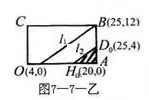 C B(25,12)
l₁
l₂ D₀(25,4)
O(4,0) H₀(20,0) A
图7—7—乙